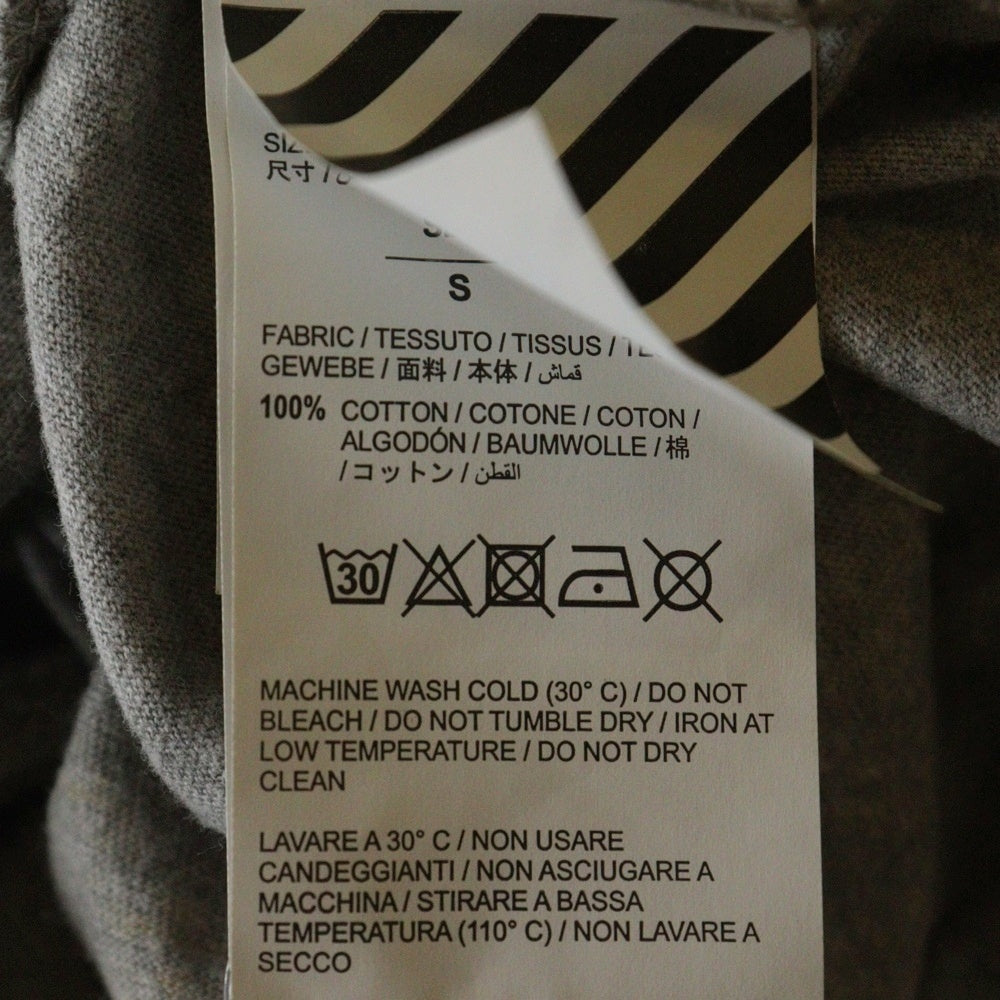 尺寸 /
S
FABRIC / TESSUTO / TISSUS /
GEWEBE / 面料 / 本体 / قماش
100% COTTON / COTONE / COTON /
ALGODÓN / BAUMWOLLE / 棉
/ コットン / القطن
30
MACHINE WASH COLD (30° C) / DO NOT
BLEACH / DO NOT TUMBLE DRY / IRON AT
LOW TEMPERATURE / DO NOT DRY
CLEAN
LAVARE A 30° C / NON USARE
CANDEGGIANTI / NON ASCIUGARE A
MACCHINA / STIRARE A BASSA
TEMPERATURA (110° C) / NON LAVARE A
SECCO